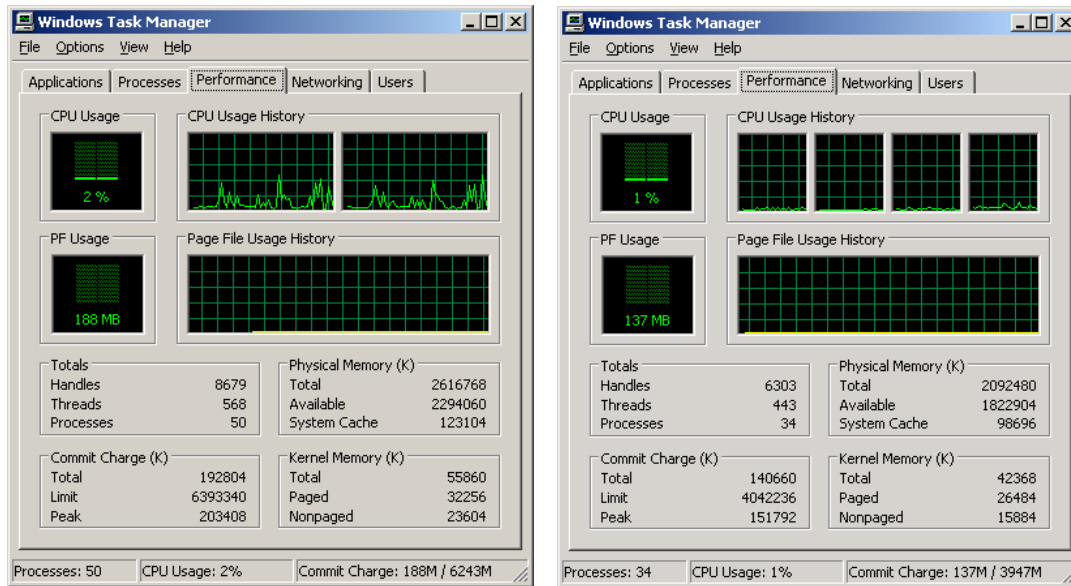 Windows Task Manager
File Options View Help
Applications Processes Performance Networking Users
CPU Usage CPU Usage History
2 %
PF Usage Page File Usage History
188 MB
Totals
Handles 8679
Threads 568
Processes 50
Physical Memory (K)
Total 2616768
Available 2294060
System Cache 123104
Commit Charge (K)
Total 192804
Limit 6393340
Peak 203408
Kernel Memory (K)
Total 55860
Paged 32256
Nonpaged 23604
Processes: 50 CPU Usage: 2% Commit Charge: 188M / 6243M
Windows Task Manager
File Options View Help
Applications Processes Performance Networking Users
CPU Usage CPU Usage History
1 %
PF Usage Page File Usage History
137 MB
Totals
Handles 6303
Threads 443
Processes 34
Physical Memory (K)
Total 2092480
Available 1822904
System Cache 98696
Commit Charge (K)
Total 140660
Limit 4042236
Peak 151792
Kernel Memory (K)
Total 42368
Paged 26484
Nonpaged 15884
Processes: 34 CPU Usage: 1% Commit Charge: 137M / 3947M